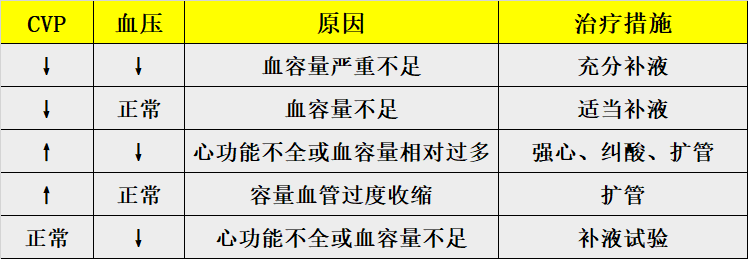 CVP 血压 原因 治疗措施
↓ ↓ 血容量严重不足 充分补液
↓ 正常 血容量不足 适当补液
↑ ↓ 心功能不全或血容量相对过多 强心、纠酸、扩管
↑ 正常 容量血管过度收缩 扩管
正常 ↓ 心功能不全或血容量不足 补液试验